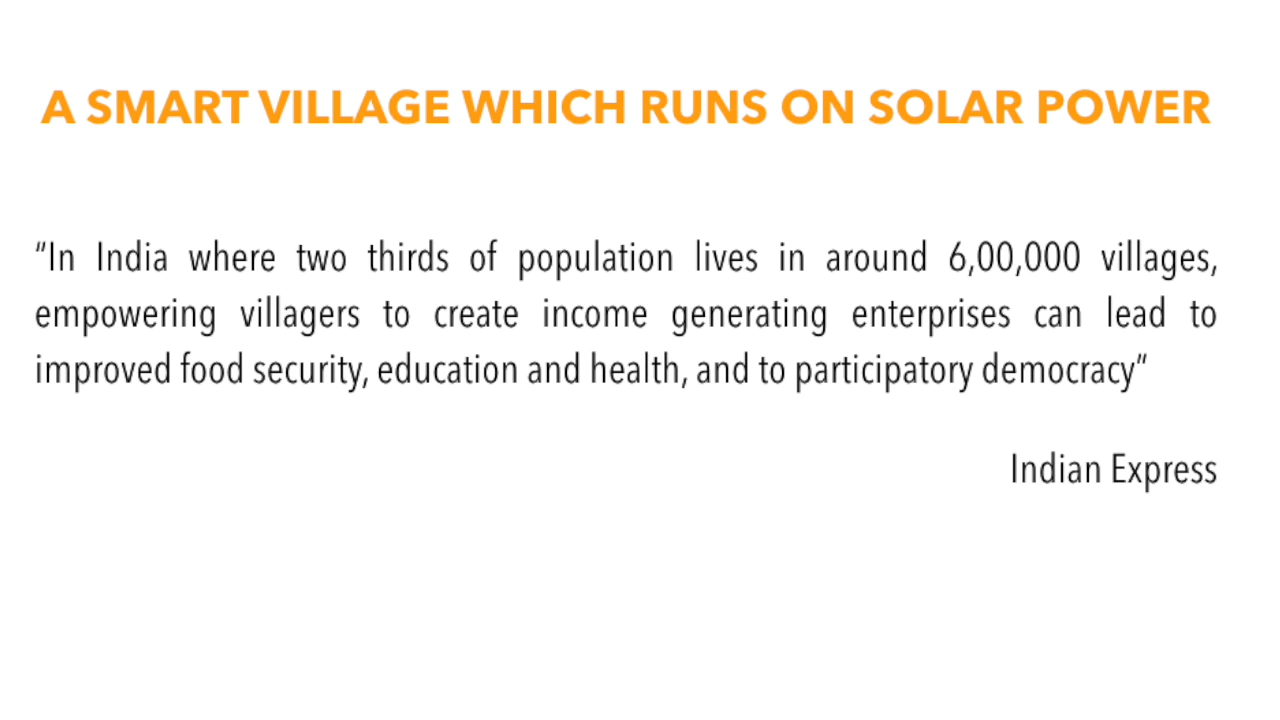 A SMART VILLAGE WHICH RUNS ON SOLAR POWER
“In India where two thirds of population lives in around 6,00,000 villages,
empowering villagers to create income generating enterprises can lead to
improved food security, education and health, and to participatory democracy”
Indian Express